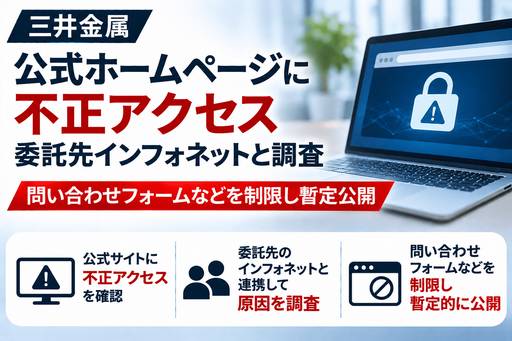 三井金属
公式ホームページに
不正アクセス
委託先インフォネットと調査
問い合わせフォームなどを制限し暫定公開
公式サイトに
不正アクセス
を確認
委託先の
インフォネットと
連携して
原因を調査
問い合わせ
フォームなどを
制限し
暫定的に公開